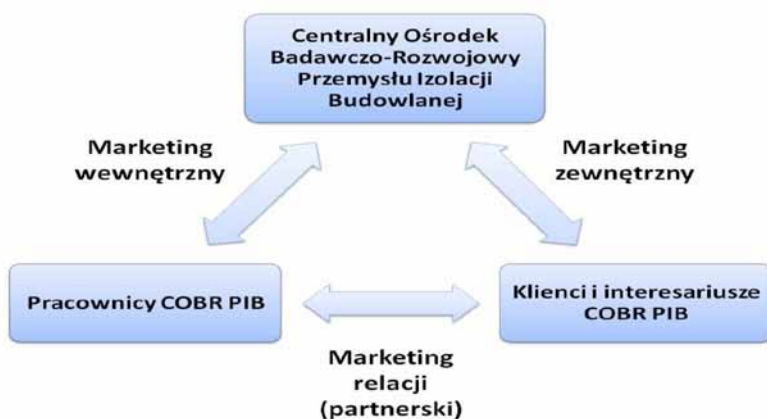 Centralny Ośrodek
Badawczo-Rozwojowy
Przemysłu Izolacji
Budowlanej
Marketing
wewnętrzny
Marketing
zewnętrzny
Pracownicy COBR PIB
Klienci i interesariusze
COBR PIB
Marketing
relacji
(partnerski)